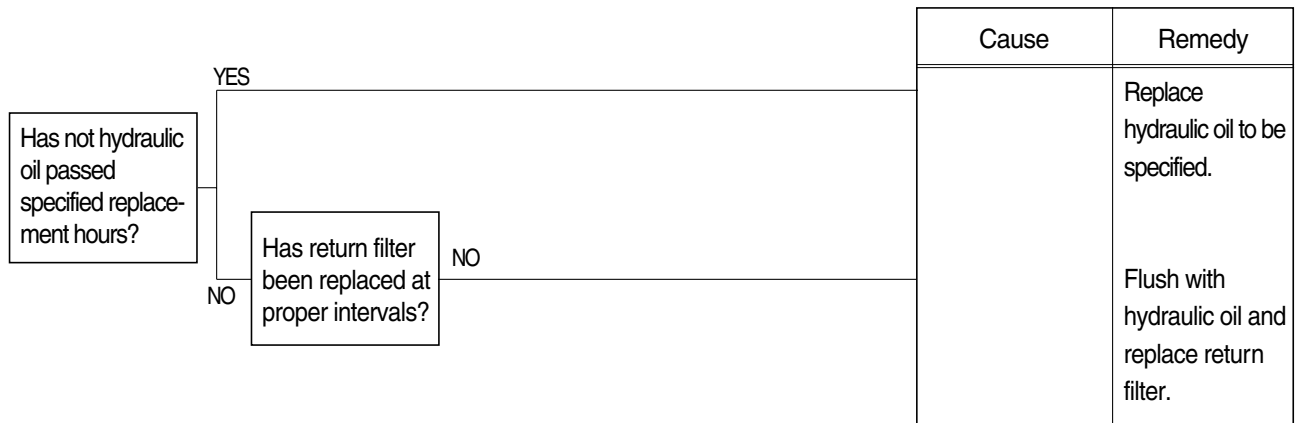 Cause
Remedy
YES
Replace
hydraulic oil to be
specified.
Has not hydraulic
oil passed
specified replace-
ment hours?
Has return filter
been replaced at
proper intervals?
NO
NO
Flush with
hydraulic oil and
replace return
filter.